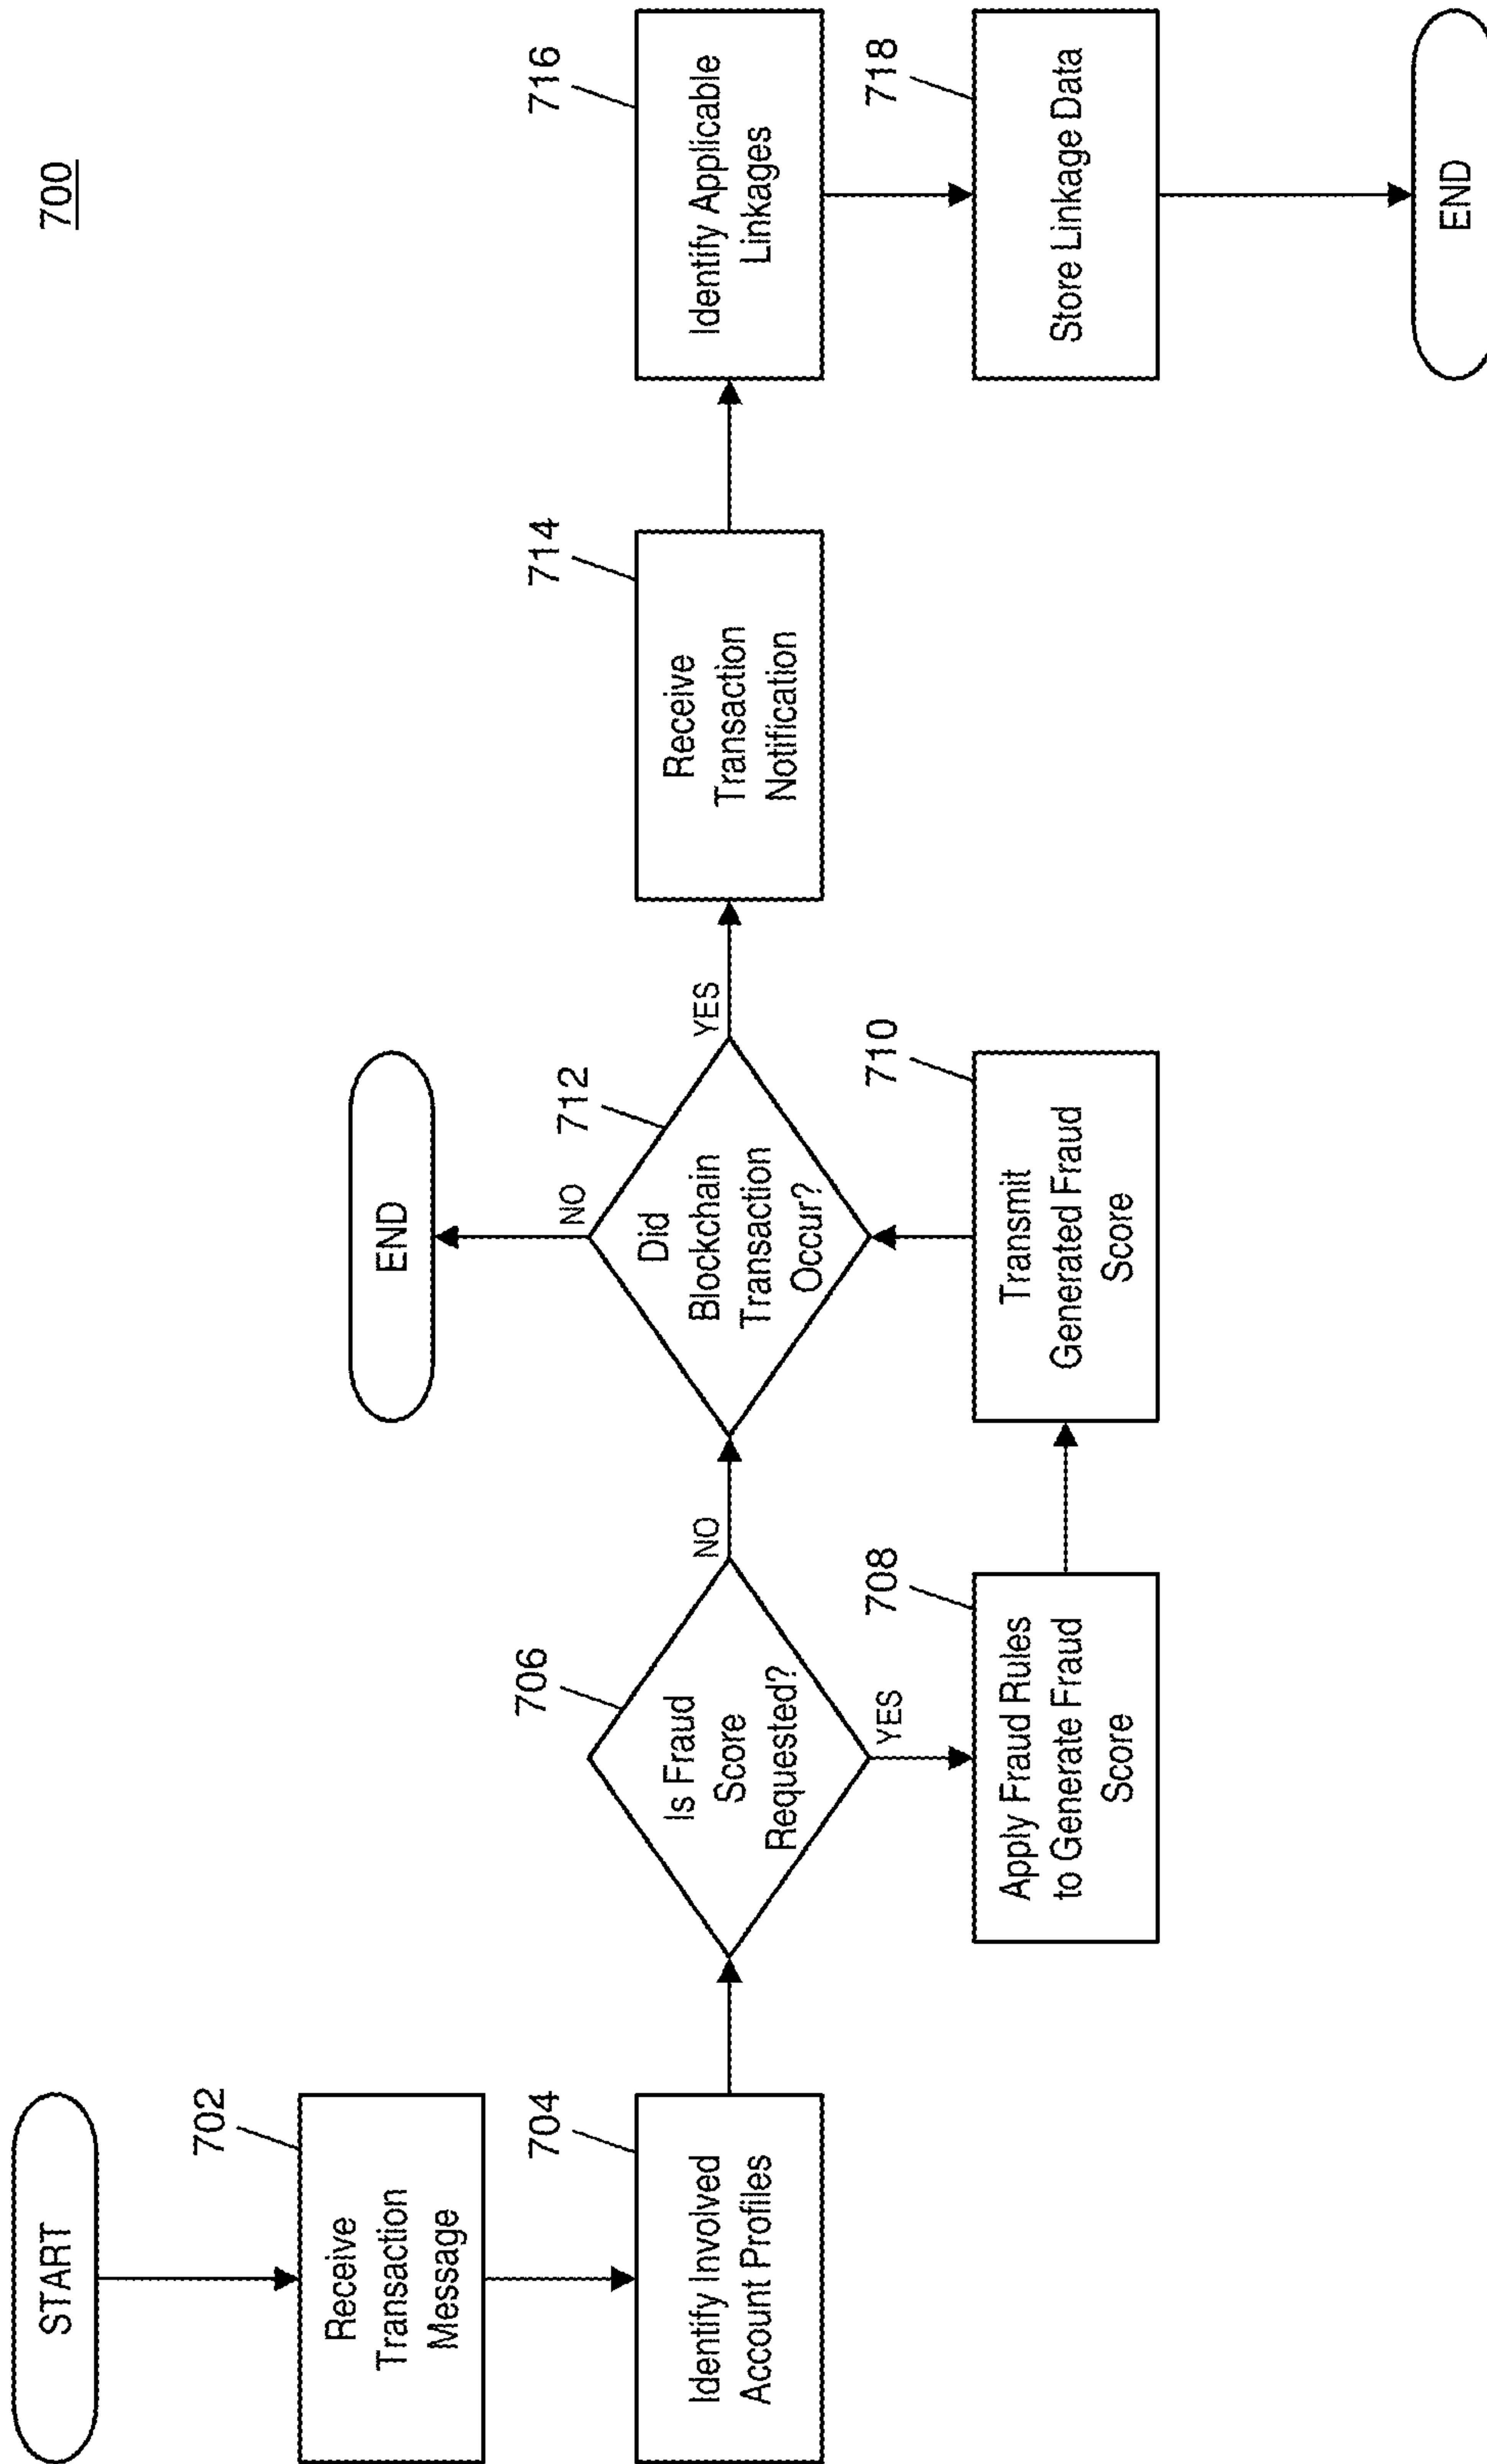 700
START
702
Receive
Transaction
Message
704
Identify Involved
Account Profiles
706
Is Fraud
Score
Requested?
NO
YES
708
Apply Fraud Rules
to Generate Fraud
Score
710
Transmit
Generated Fraud
Score
712
Did
Blockchain
Transaction
Occur?
NO
END
YES
714
Receive
Transaction
Notification
716
Identify Applicable
Linkages
718
Store Linkage Data
END